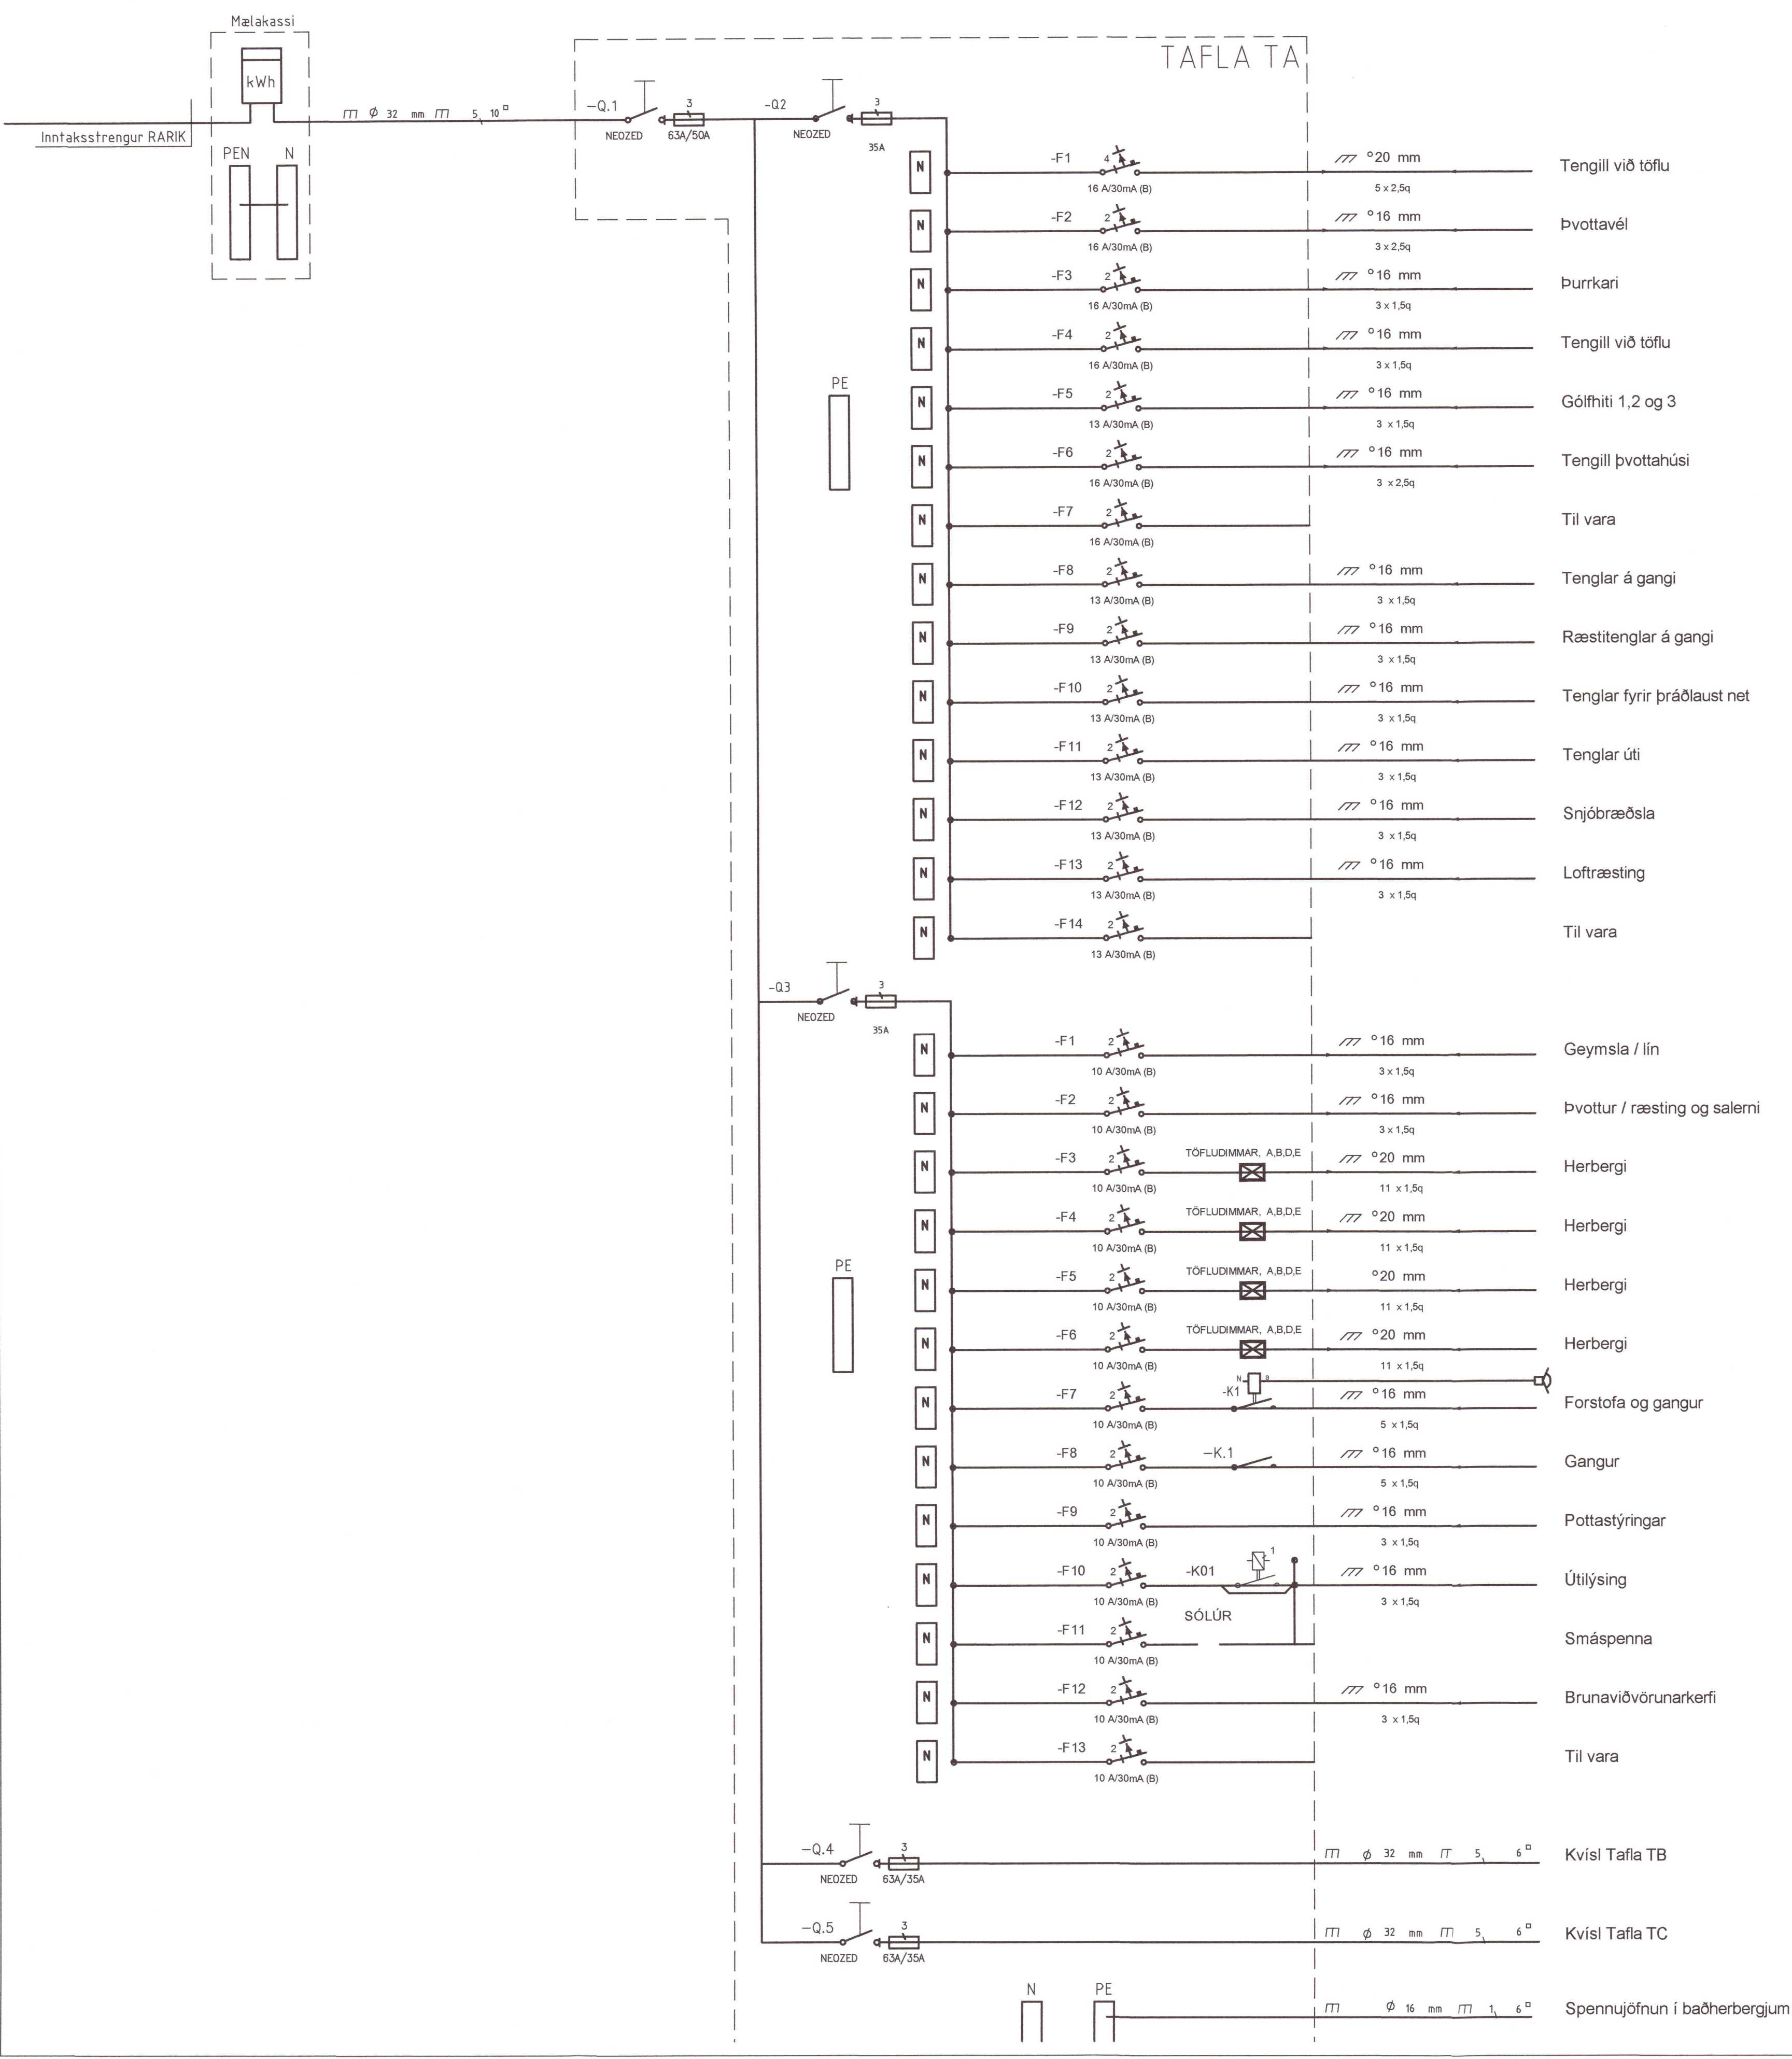 Mælakassi
TAFLA TA
kWh
Inntaksstrengur RARIK
Φ 32 mm 5 10
-Q.1
NEOZED
3
63A/50A
-Q2
NEOZED
3
35A
PEN N
N -F1 4 16 A/30mA (B) °20 mm 5 x 2,5q Tengill við töflu
N -F2 2 16 A/30mA (B) °16 mm 3 x 2,5q Þvottavél
N -F3 2 16 A/30mA (B) °16 mm 3 x 1,5q Þurrkari
N -F4 2 16 A/30mA (B) °16 mm 3 x 1,5q Tengill við töflu
PE
N -F5 2 13 A/30mA (B) °16 mm 3 x 1,5q Gólfhiti 1,2 og 3
N -F6 2 16 A/30mA (B) °16 mm 3 x 2,5q Tengill þvottahúsi
N -F7 2 16 A/30mA (B) Til vara
N -F8 2 13 A/30mA (B) °16 mm 3 x 1,5q Tenglar á gangi
N -F9 2 13 A/30mA (B) °16 mm 3 x 1,5q Ræstitenglar á gangi
N -F10 2 13 A/30mA (B) °16 mm 3 x 1,5q Tenglar fyrir þráðlaust net
N -F11 2 13 A/30mA (B) °16 mm 3 x 1,5q Tenglar úti
N -F12 2 13 A/30mA (B) °16 mm 3 x 1,5q Snjóbræðsla
N -F13 2 13 A/30mA (B) °16 mm 3 x 1,5q Loftræsting
N -F14 2 13 A/30mA (B) Til vara
-Q3
NEOZED
3
35A
N -F1 2 10 A/30mA (B) °16 mm 3 x 1,5q Geymsla / lín
N -F2 2 10 A/30mA (B) °16 mm 3 x 1,5q Þvottur / ræsting og salerni
N -F3 2 10 A/30mA (B) TÖFLUDIMMAR, A,B,D,E °20 mm 11 x 1,5q Herbergi
N -F4 2 10 A/30mA (B) TÖFLUDIMMAR, A,B,D,E °20 mm 11 x 1,5q Herbergi
PE
N -F5 2 10 A/30mA (B) TÖFLUDIMMAR, A,B,D,E °20 mm 11 x 1,5q Herbergi
N -F6 2 10 A/30mA (B) TÖFLUDIMMAR, A,B,D,E °20 mm 11 x 1,5q Herbergi
N -F7 2 10 A/30mA (B) -K1 N °16 mm 5 x 1,5q Forstofa og gangur
N -F8 2 10 A/30mA (B) -K.1 °16 mm 5 x 1,5q Gangur
N -F9 2 10 A/30mA (B) °16 mm 3 x 1,5q Pottastýringar
N -F10 2 10 A/30mA (B) -K01 1 °16 mm 3 x 1,5q Útilýsing
SÓLÚR
N -F11 2 10 A/30mA (B) Smáspenna
N -F12 2 10 A/30mA (B) °16 mm 3 x 1,5q Brunaviðvörunarkerfi
N -F13 2 10 A/30mA (B) Til vara
-Q.4 NEOZED 3 63A/35A Φ 32 mm 5 6 Kvísl Tafla TB
-Q.5 NEOZED 3 63A/35A Φ 32 mm 5 6 Kvísl Tafla TC
N PE Φ 16 mm 1 6 Spennujöfnun í baðherbergjum